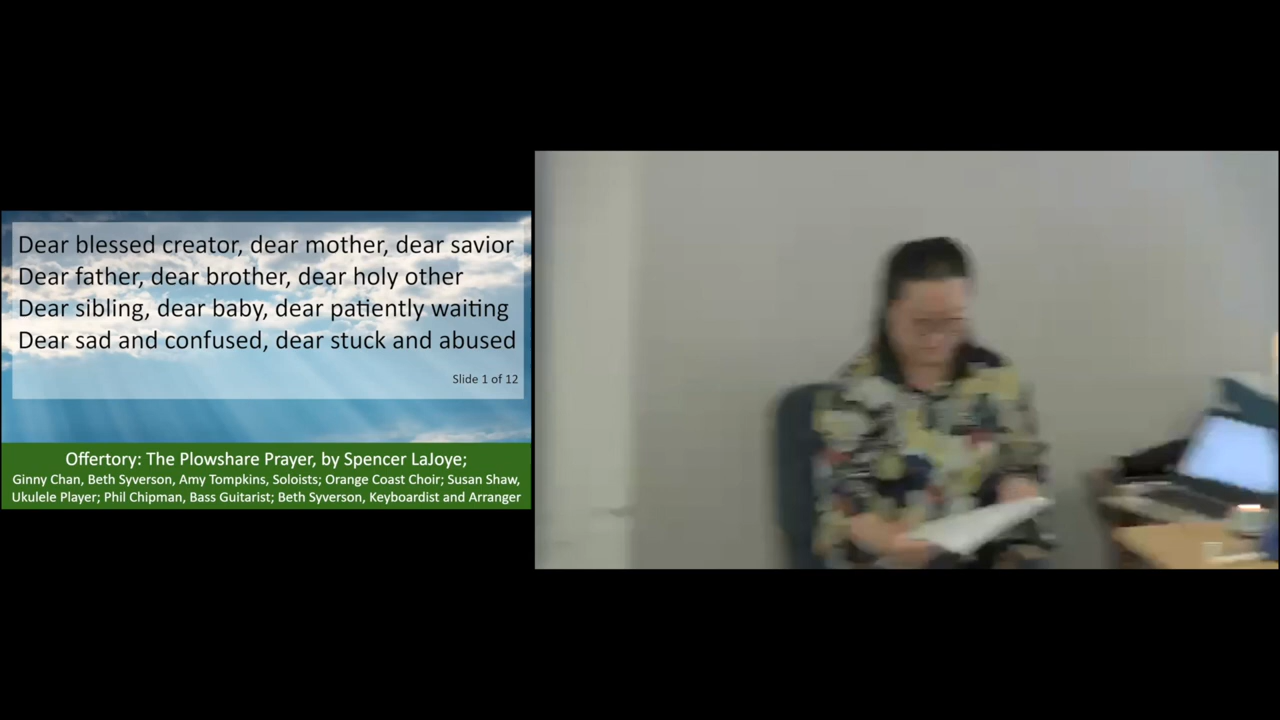 Dear blessed creator, dear mother, dear savior
Dear father, dear brother, dear holy other
Dear sibling, dear baby, dear patiently waiting
Dear sad and confused, dear stuck and abused
Slide 1 of 12
Offertory: The Plowshare Prayer, by Spencer LaJoye;
Ginny Chan, Beth Syverson, Amy Tompkins, Soloists; Orange Coast Choir; Susan Shaw,
Ukulele Player; Phil Chipman, Bass Guitarist; Beth Syverson, Keyboardist and Arranger